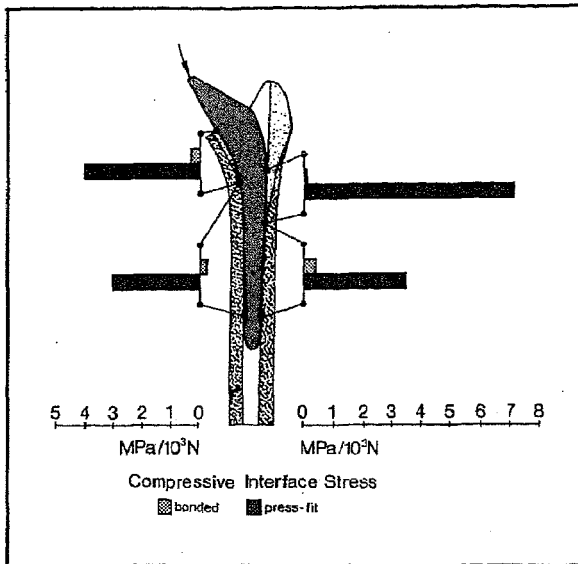 5 4 3 2 1 0 0 1 2 3 4 5 6 7 8
MPa/10³N MPa/10³N
Compressive Interface Stress
bonded press-fit